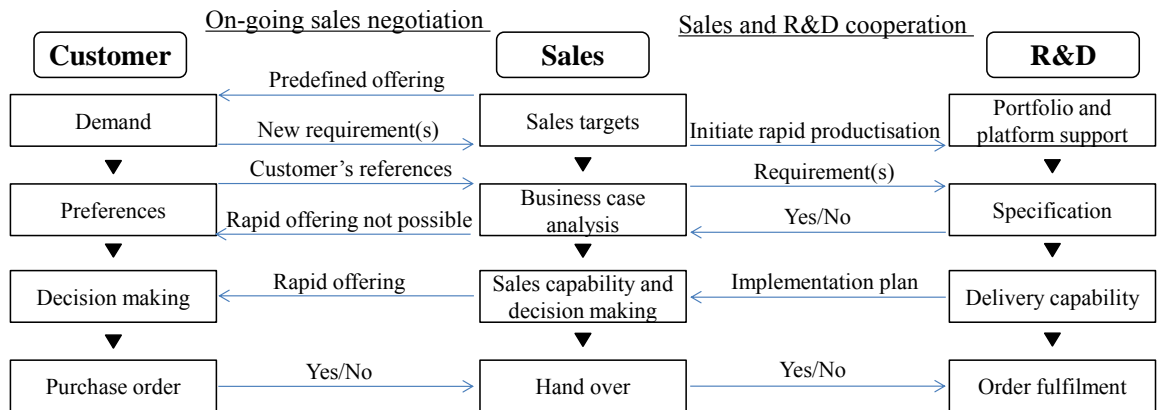 On-going sales negotiation
Sales and R&D cooperation
Customer
Sales
R&D
Predefined offering
Demand
Sales targets
Portfolio and
platform support
New requirement(s)
Initiate rapid productisation
Customer's references
Requirement(s)
Preferences
Business case
analysis
Specification
Rapid offering not possible
Yes/No
Rapid offering
Implementation plan
Decision making
Sales capability and
decision making
Delivery capability
Yes/No
Yes/No
Purchase order
Hand over
Order fulfilment